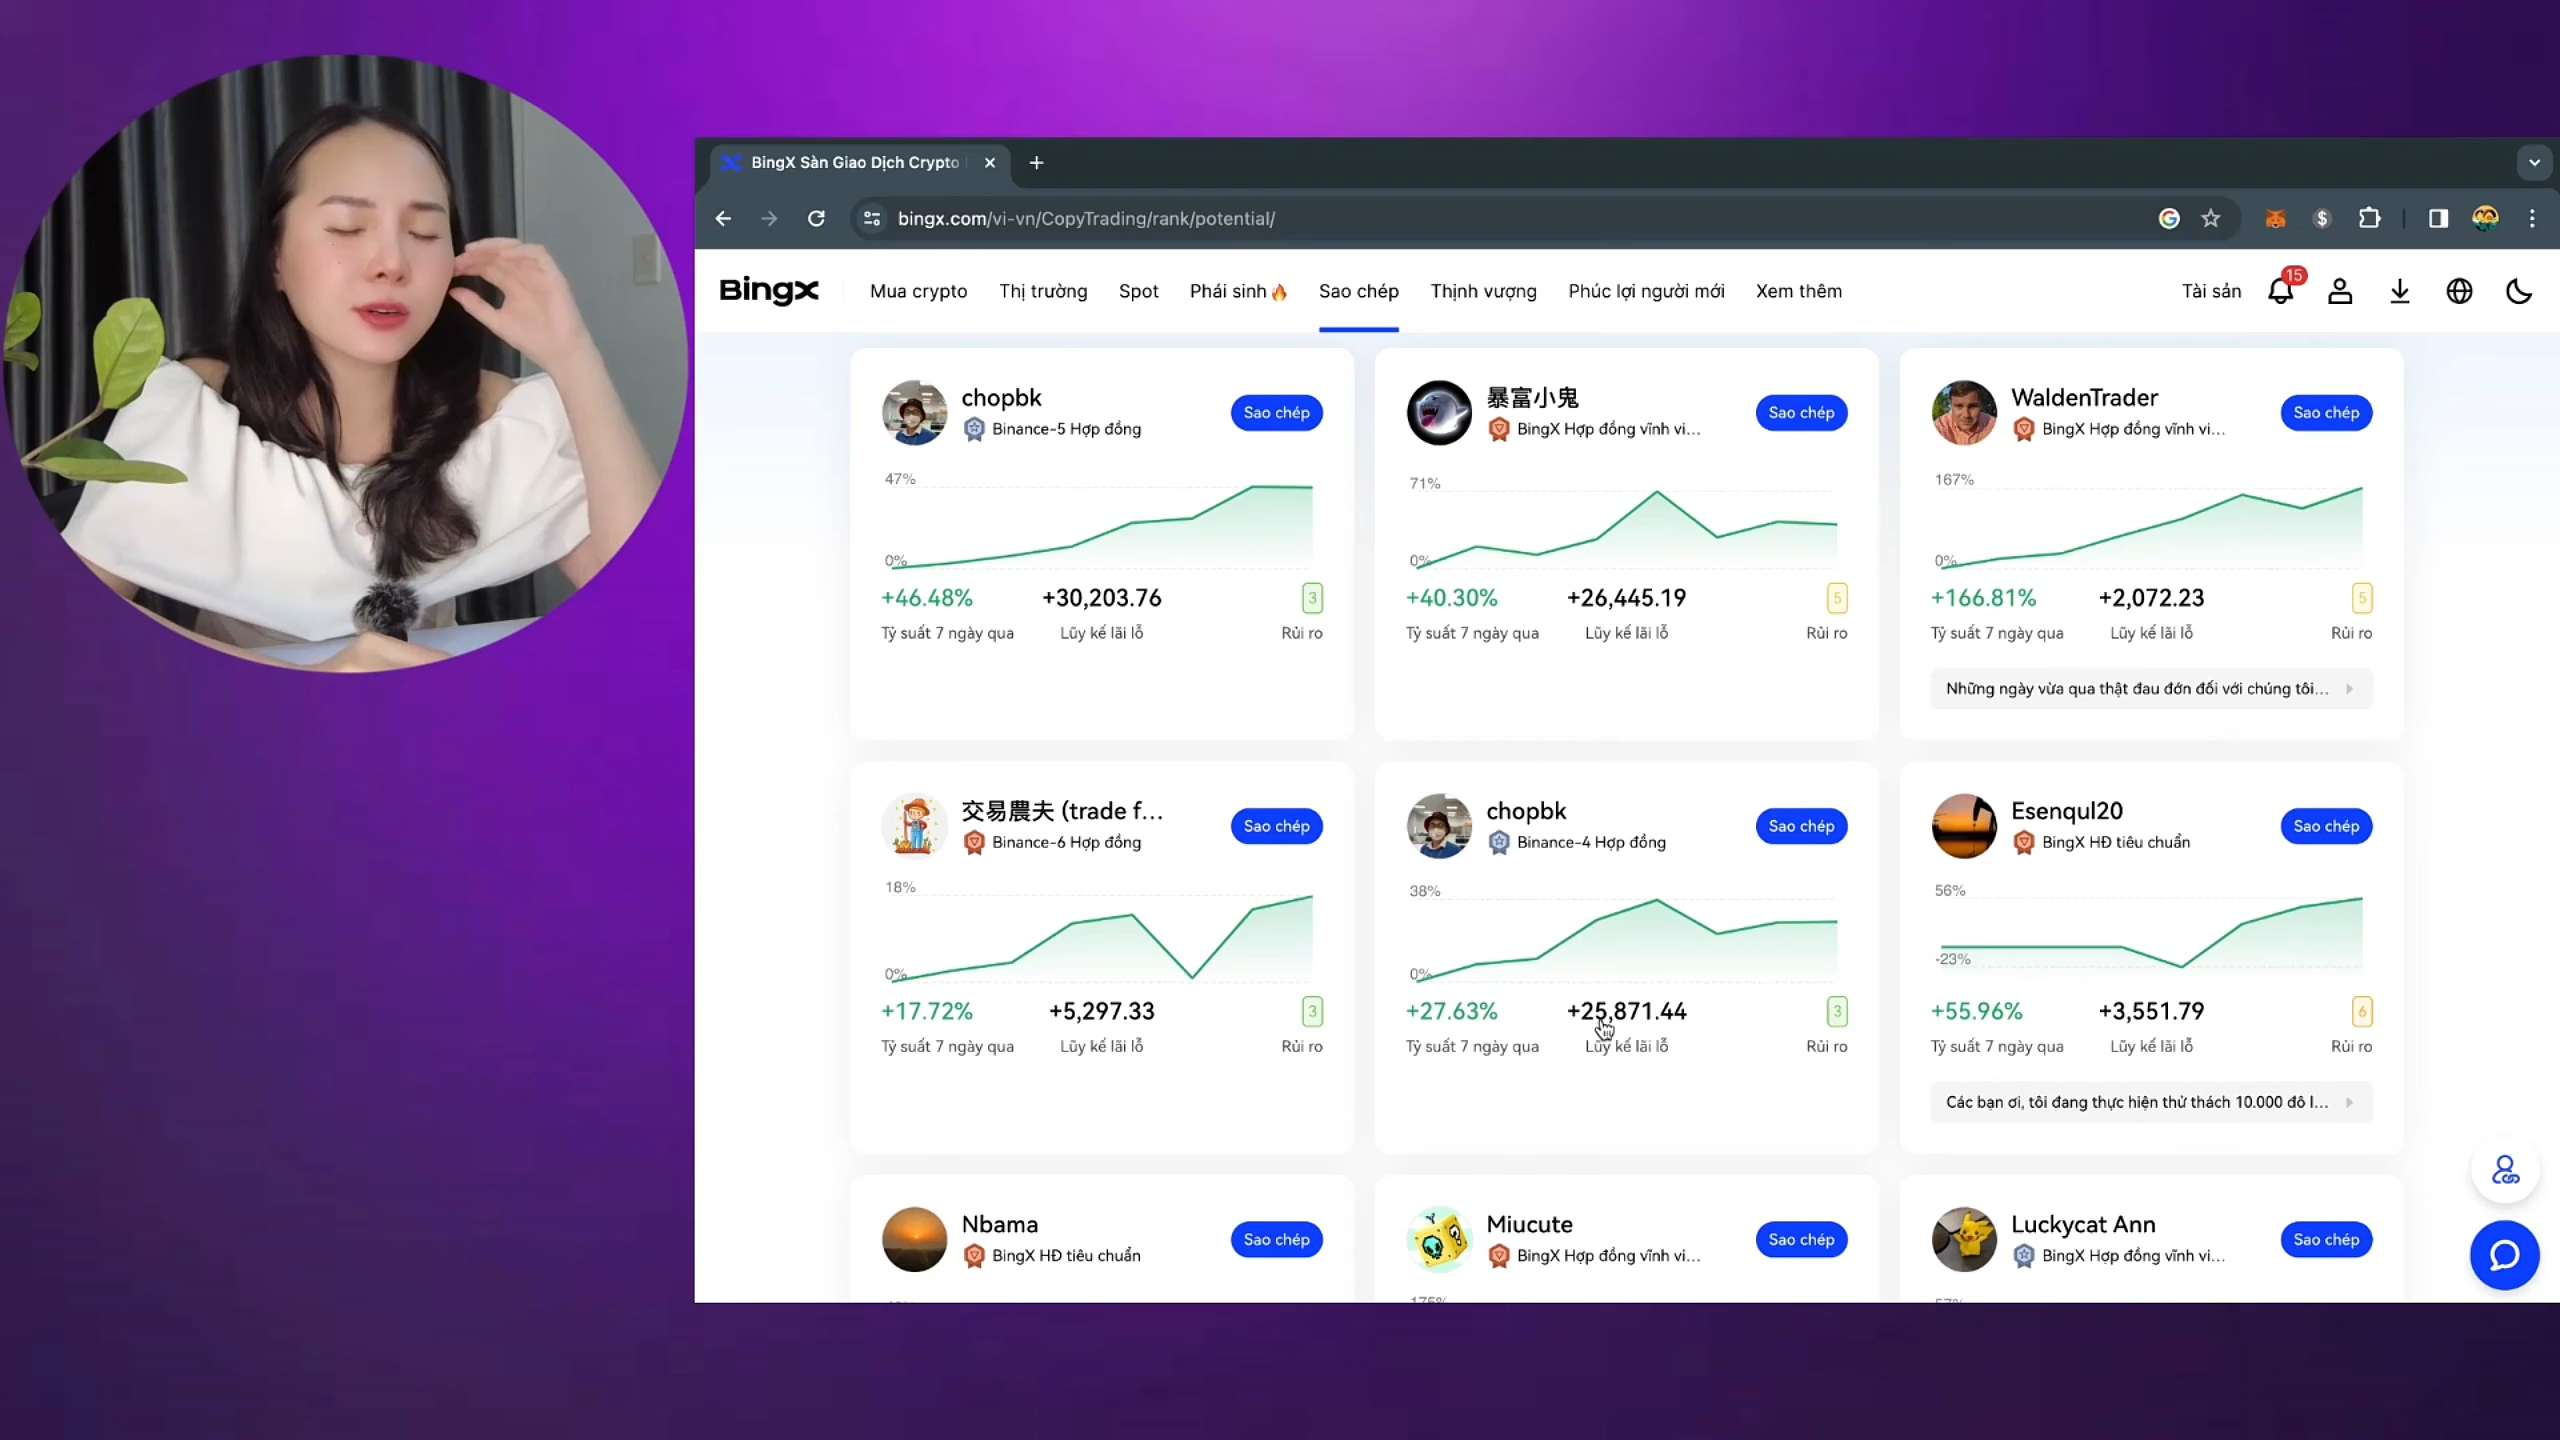 BingX Sàn Giao Dịch Crypto
bingx.com/vi-vn/CopyTrading/rank/potential/
BingX
Mua crypto
Thị trường
Spot
Phái sinh
Sao chép
Thịnh vượng
Phúc lợi người mới
Xem thêm
Tài sản
15
chopbk
Binance-5 Hợp đồng
Sao chép
47%
0%
+46.48%
+30,203.76
3
Tỷ suất 7 ngày qua
Lũy kế lãi lỗ
Rủi ro
暴富小鬼
BingX Hợp đồng vĩnh vi...
Sao chép
71%
0%
+40.30%
+26,445.19
5
Tỷ suất 7 ngày qua
Lũy kế lãi lỗ
Rủi ro
WaldenTrader
BingX Hợp đồng vĩnh vi...
Sao chép
167%
0%
+166.81%
+2,072.23
5
Tỷ suất 7 ngày qua
Lũy kế lãi lỗ
Rủi ro
Những ngày vừa qua thật đau đớn đối với chúng tôi...
交易農夫 (trade f...
Binance-6 Hợp đồng
Sao chép
18%
0%
+17.72%
+5,297.33
3
Tỷ suất 7 ngày qua
Lũy kế lãi lỗ
Rủi ro
chopbk
Binance-4 Hợp đồng
Sao chép
38%
0%
+27.63%
+25,871.44
3
Tỷ suất 7 ngày qua
Lũy kế lãi lỗ
Rủi ro
Esenqul20
BingX HĐ tiêu chuẩn
Sao chép
56%
-23%
+55.96%
+3,551.79
6
Tỷ suất 7 ngày qua
Lũy kế lãi lỗ
Rủi ro
Các bạn ơi, tôi đang thực hiện thử thách 10.000 đô l...
Nbama
BingX HĐ tiêu chuẩn
Sao chép
Miucute
BingX Hợp đồng vĩnh vi...
Sao chép
175%
Luckycat Ann
BingX Hợp đồng vĩnh vi...
Sao chép